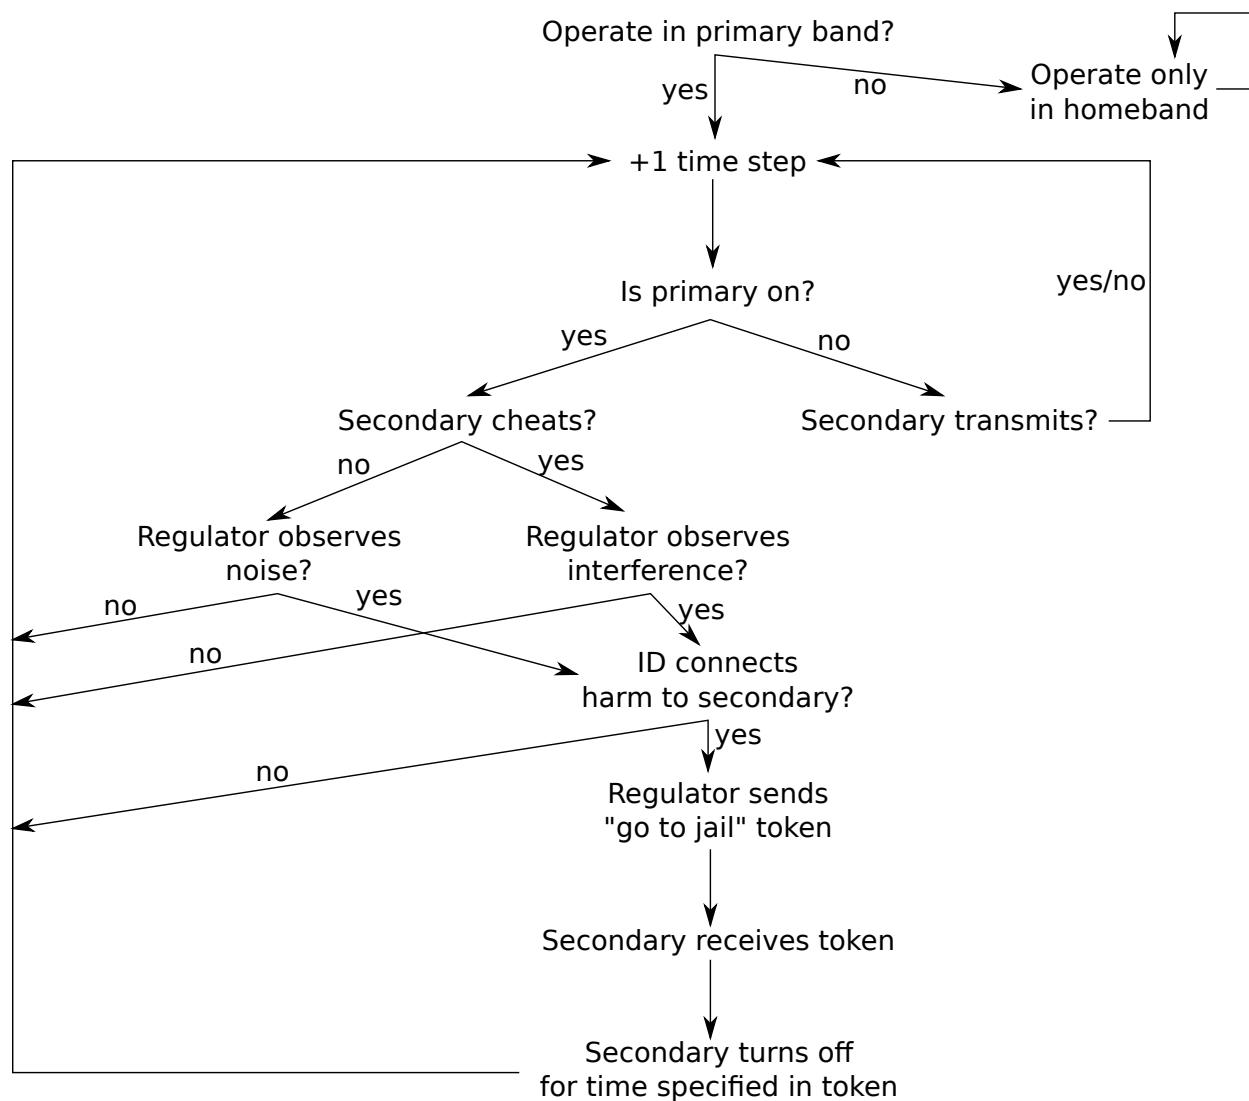 Operate in primary band?
yes
no
Operate only
in homeband
+1 time step
yes/no
Is primary on?
yes
no
Secondary cheats?
Secondary transmits?
no
yes
Regulator observes
noise?
Regulator observes
interference?
no
yes
no
yes
ID connects
harm to secondary?
no
yes
Regulator sends
"go to jail" token
Secondary receives token
Secondary turns off
for time specified in token